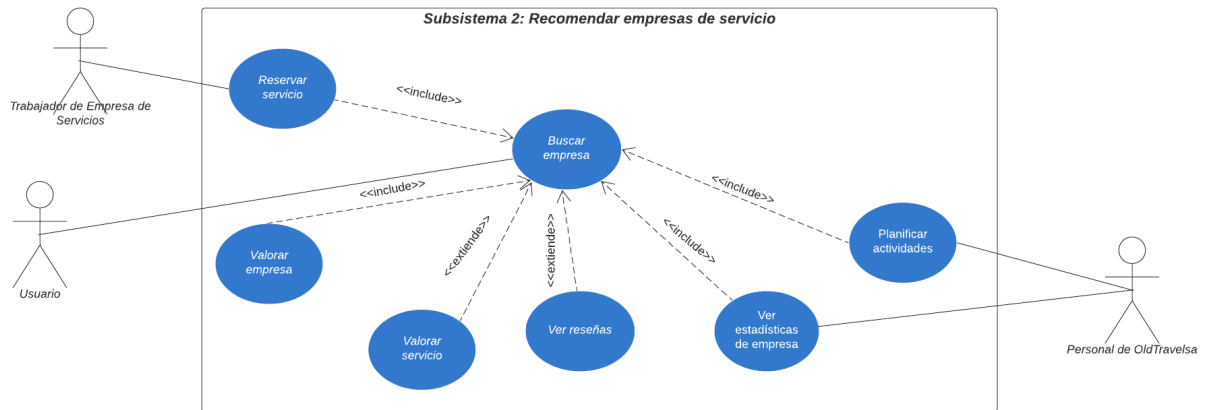 Subsistema 2: Recomendar empresas de servicio
Reservar
servicio
<<include>>
Trabajador de Empresa de
Servicios
Buscar
empresa
<<include>>
<<include>>
Usuario
Valorar
empresa
<<extiende>>
<<extiende>>
<<include>>
Planificar
actividades
Valorar
servicio
Ver reseñas
Ver
estadísticas
de empresa
Personal de OldTravelsa